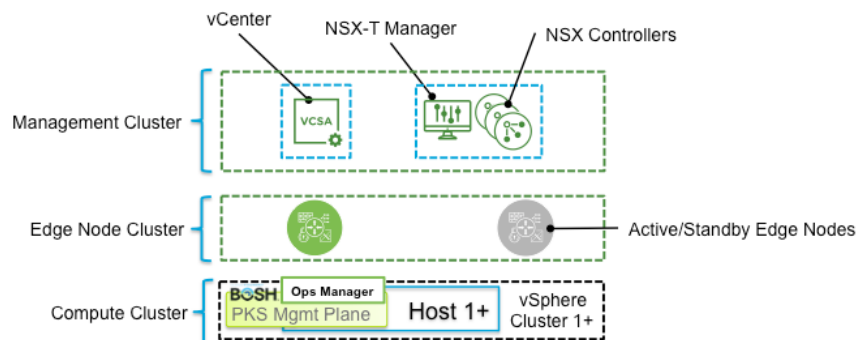 vCenter
NSX-T Manager
NSX Controllers
Management Cluster
VCSA
Edge Node Cluster
Active/Standby Edge Nodes
Compute Cluster
BOSH
Ops Manager
PKS Mgmt Plane
Host 1+
vSphere
Cluster 1+